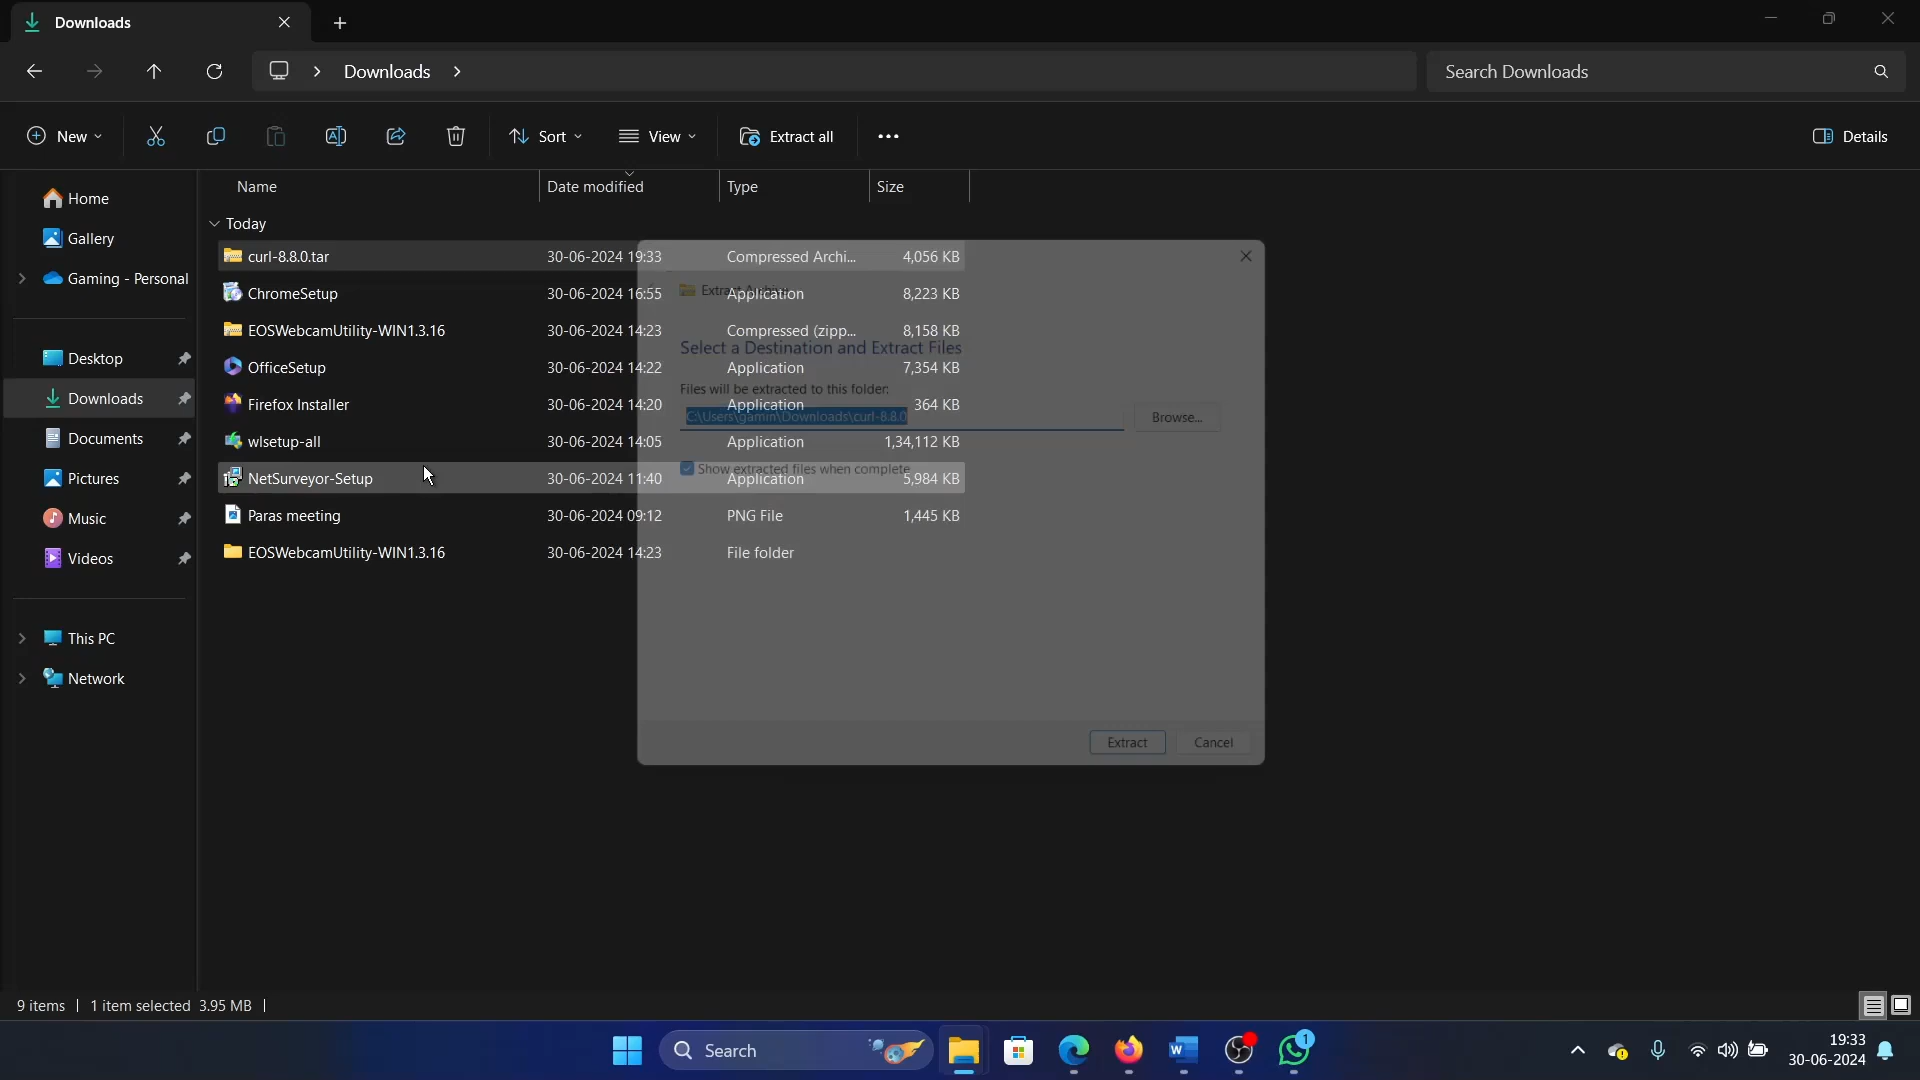 Downloads
Downloads
Search Downloads
New
Sort
View
Extract all
Details
Name Date modified Type Size
Home
Gallery
Gaming - Personal
Desktop
Downloads
Documents
Pictures
Music
Videos
This PC
Network
Today
curl-8.8.0.tar 30-06-2024 19:33 Compressed Archi... 4,056 KB
ChromeSetup 30-06-2024 16:55 Application 8,223 KB
EOSWebcamUtility-WIN1.3.16 30-06-2024 14:23 Compressed (zipp... 8,158 KB
OfficeSetup 30-06-2024 14:22 Application 7,354 KB
Firefox Installer 30-06-2024 14:20 Application 364 KB
wlsetup-all 30-06-2024 14:05 Application 1,34,112 KB
NetSurveyor-Setup 30-06-2024 11:40 Application 5,984 KB
Paras meeting 30-06-2024 09:12 PNG File 1,445 KB
EOSWebcamUtility-WIN1.3.16 30-06-2024 14:23 File folder
Select a Destination and Extract Files
Files will be extracted to this folder:
C:\Users\gamin\Downloads\curl-8.8.0
Browse...
Show extracted files when complete
Extract
Cancel
9 items 1 item selected 3.95 MB
Search
W
1
19:33
30-06-2024